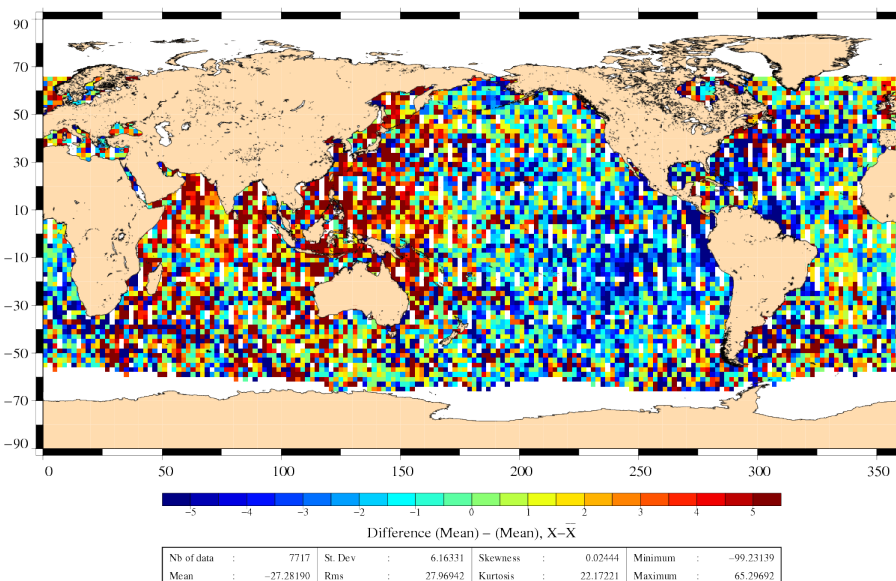 90
70
50
30
10
−10
−30
−50
−70
−90
0 50 100 150 200 250 300 350
−5 −4 −3 −2 −1 0 1 2 3 4 5
Difference (Mean) − (Mean), X−X̅
Nb of data : 7717 St. Dev : 6.16331 Skewness : 0.02444 Minimum : −99.23139
Mean : −27.28190 Rms : 27.96942 Kurtosis : 22.17221 Maximum : 65.29692